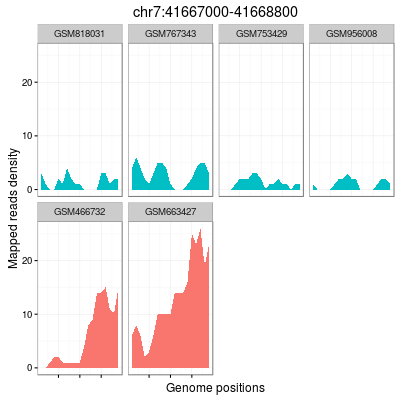 chr7:41667000-41668800
GSM818031 GSM767343 GSM753429 GSM956008
20
10
0
GSM466732 GSM663427
20
10
0
Mapped reads density
Genome positions